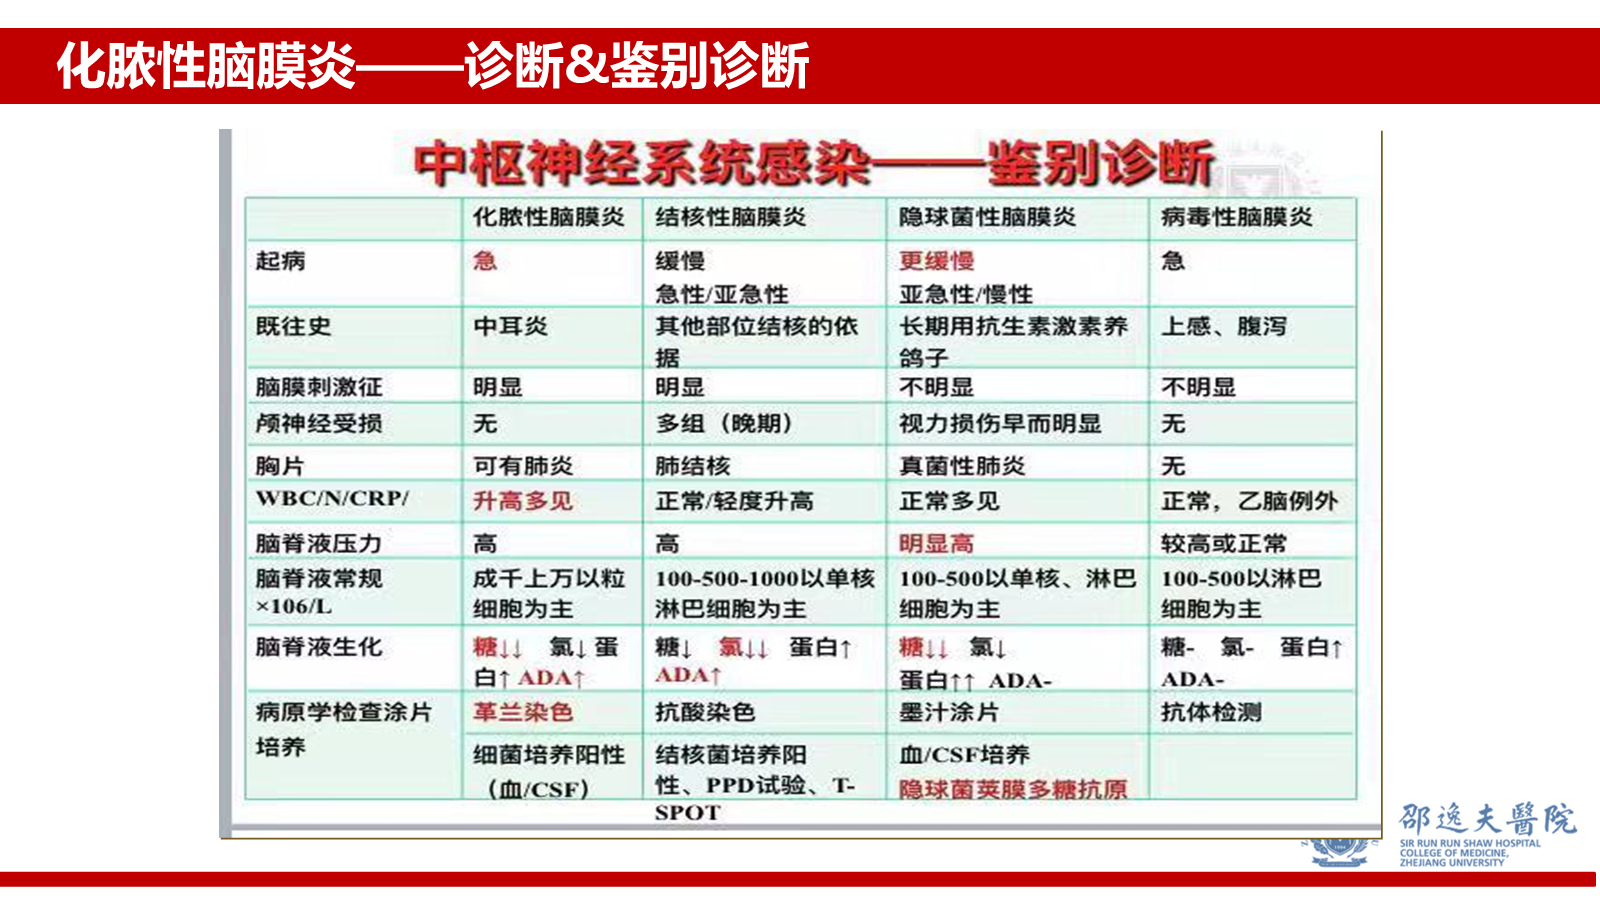 化脓性脑膜炎——诊断&鉴别诊断
中枢神经系统感染——鉴别诊断
化脓性脑膜炎 结核性脑膜炎 隐球菌性脑膜炎 病毒性脑膜炎
起病 急 缓慢 更缓慢 急
急性/亚急性 亚急性/慢性
既往史 中耳炎 其他部位结核的依 长期用抗生素激素养 上感、腹泻
据 鸽子
脑膜刺激征 明显 明显 不明显 不明显
颅神经受损 无 多组（晚期） 视力损伤早而明显 无
胸片 可有肺炎 肺结核 真菌性肺炎 无
WBC/N/CRP/ 升高多见 正常/轻度升高 正常多见 正常，乙脑例外
脑脊液压力 高 高 明显高 较高或正常
脑脊液常规 成千上万以粒 100-500-1000以单核 100-500以单核、淋巴 100-500以淋巴
×106/L 细胞为主 淋巴细胞为主 细胞为主 细胞为主
脑脊液生化 糖↓↓ 氯↓ 蛋 糖↓ 氯↓↓ 蛋白↑ 糖↓↓ 氯↓ 糖- 氯- 蛋白↑
白↑ ADA↑ ADA↑ 蛋白↑↑ ADA- ADA-
病原学检查涂片 革兰染色 抗酸染色 墨汁涂片 抗体检测
培养 细菌培养阳性 结核菌培养阳 血/CSF培养
（血/CSF） 性、PPD试验、T- 隐球菌荚膜多糖抗原
SPOT
邵逸夫醫院
SIR RUN RUN SHAW HOSPITAL
COLLEGE OF MEDICINE,
ZHEJIANG UNIVERSITY